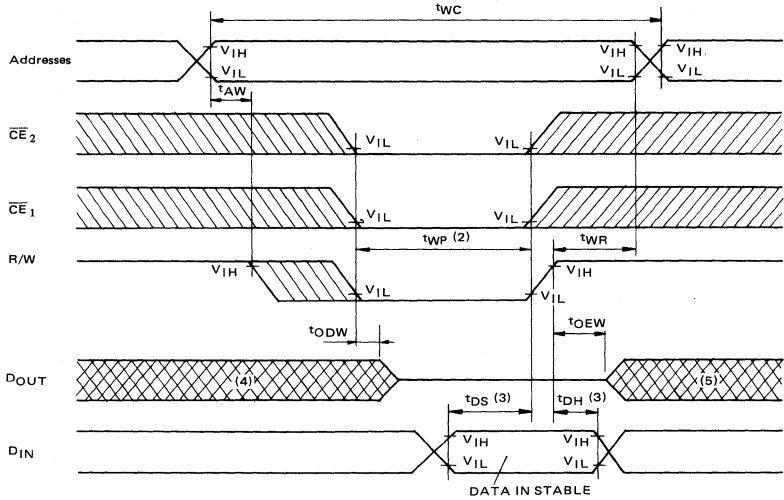 tWC
Addresses
VIH
VIH
VIH
VIL
VIL
VIL
tAW
CE2
VIL
VIL
CE1
VIL
VIL
tWP (2)
tWR
R/W
VIH
VIH
VIL
VIL
tODW
tOEW
DOUT
(4)
(5)
tDS (3)
tDH (3)
DIN
VIH
VIH
VIL
VIL
DATA IN STABLE